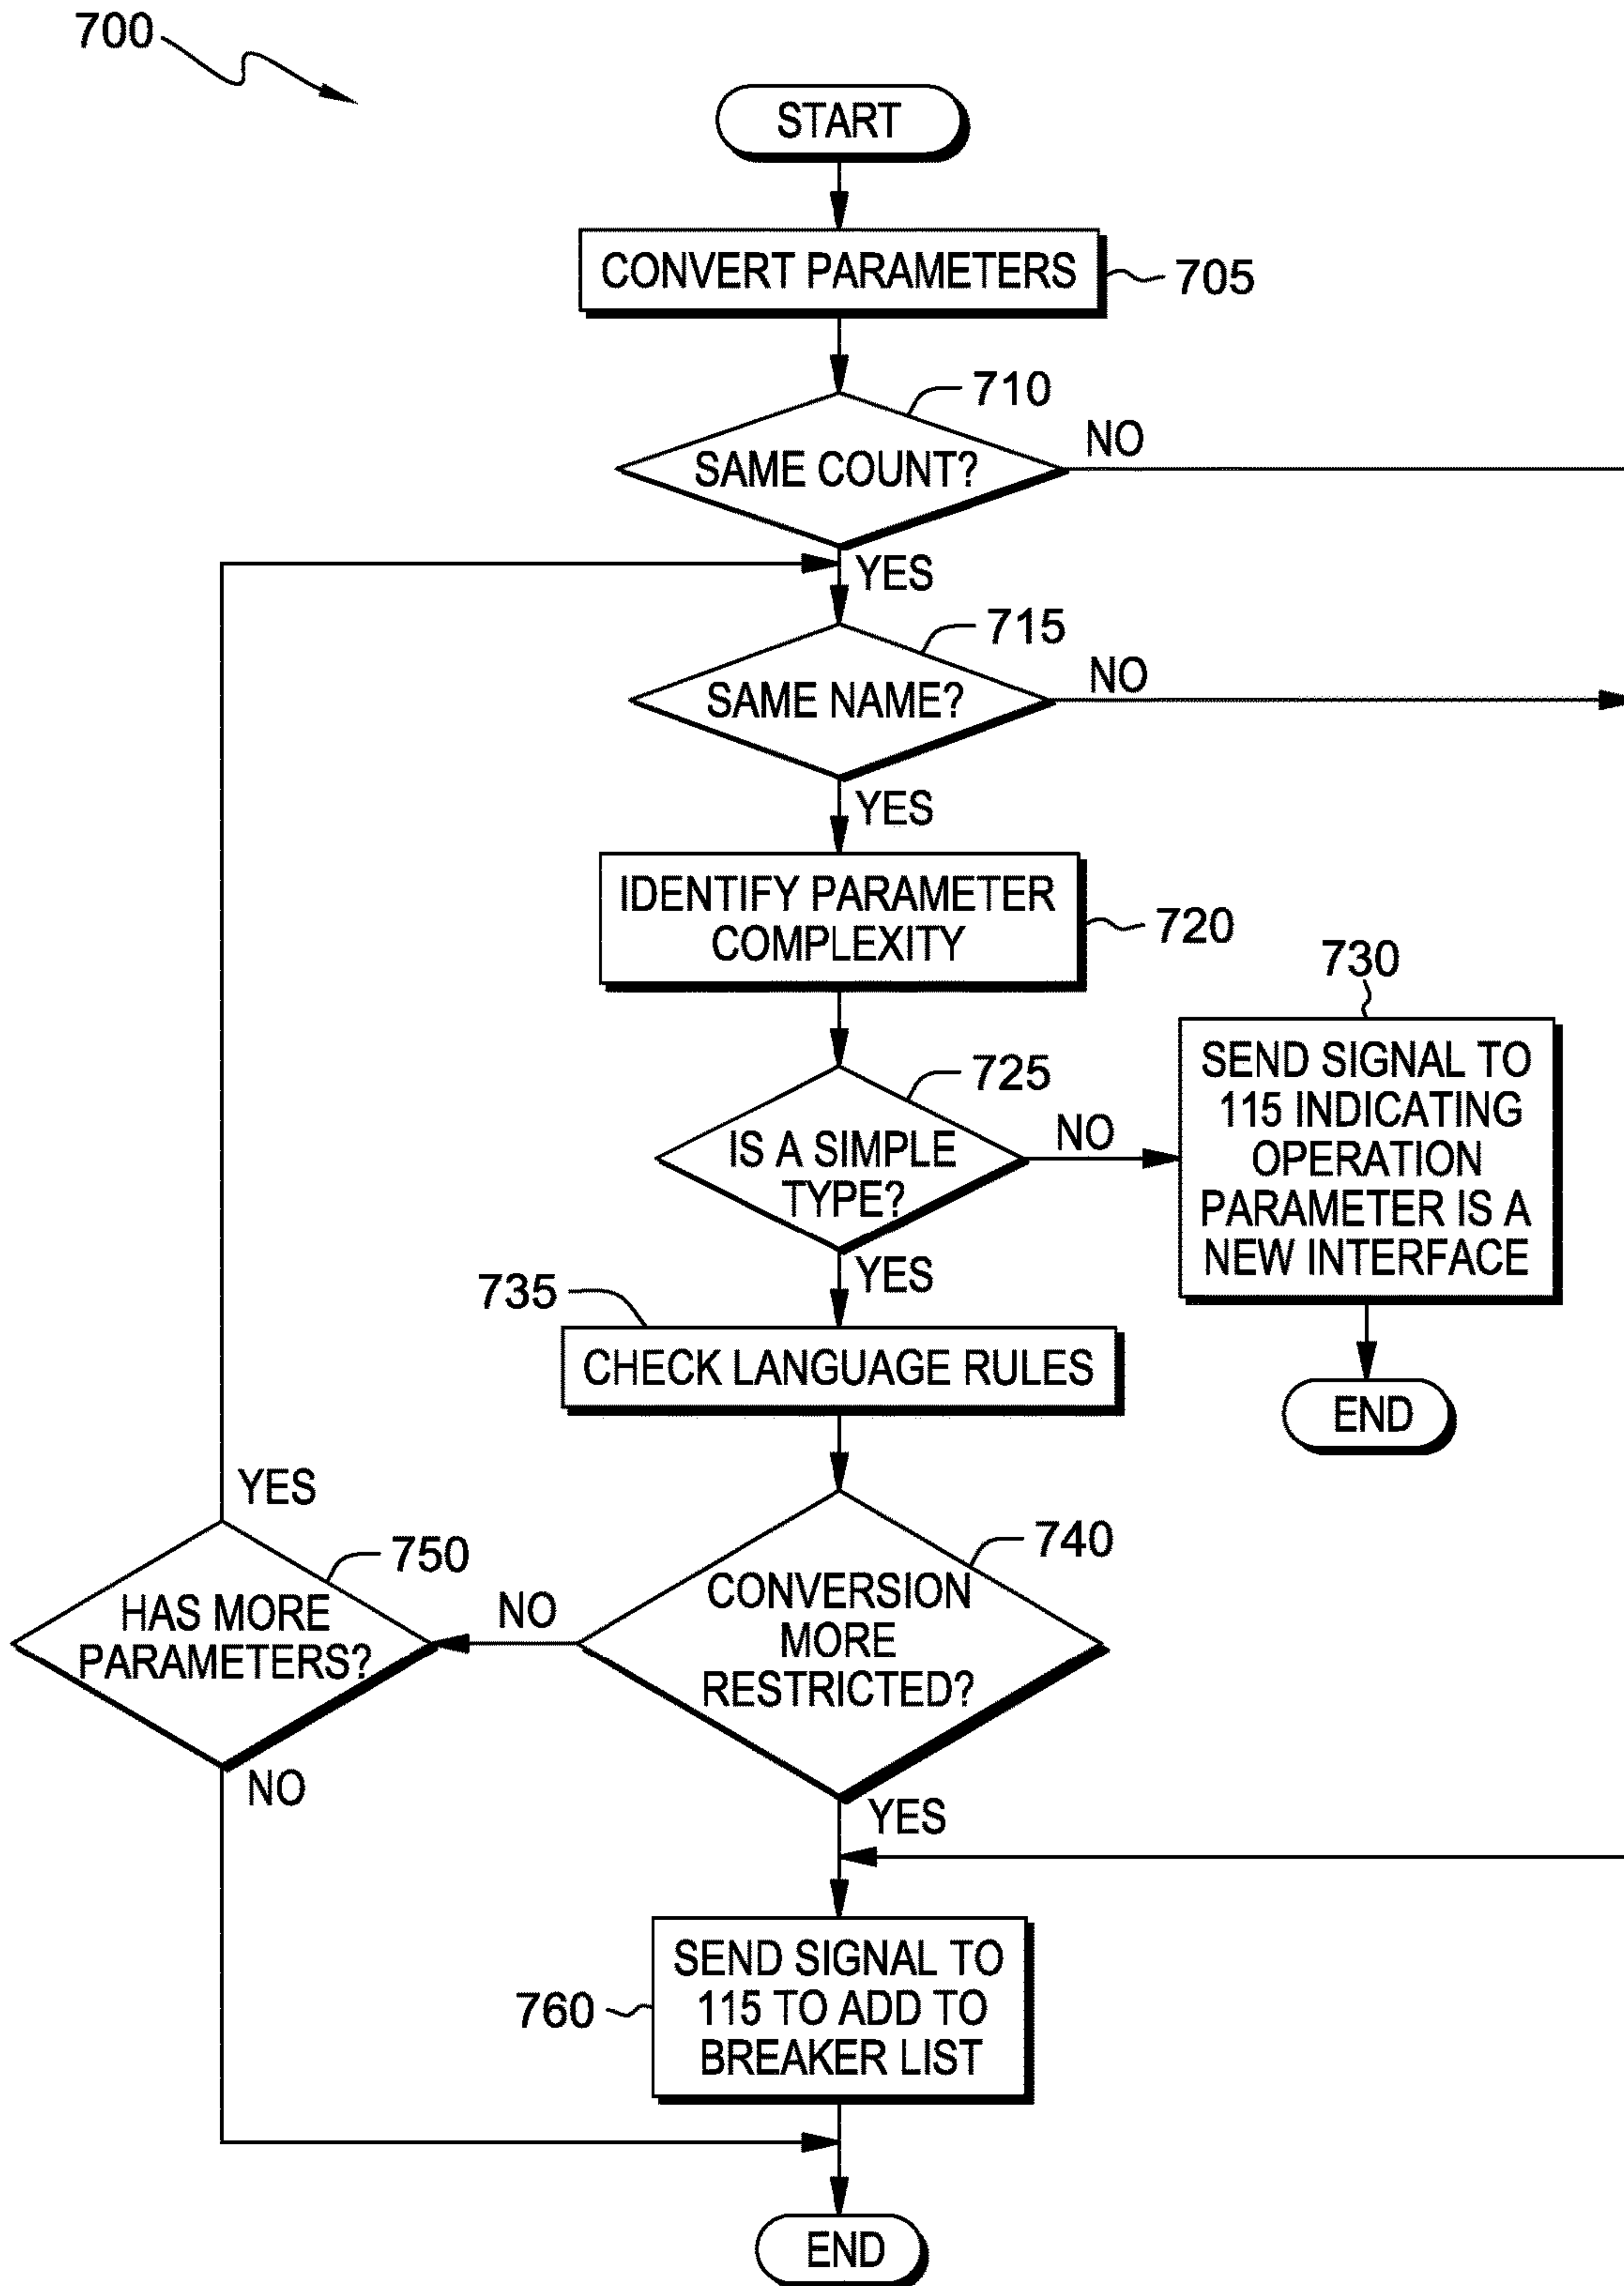 700
START
CONVERT PARAMETERS
705
710
SAME COUNT?
NO
YES
715
SAME NAME?
NO
YES
IDENTIFY PARAMETER
COMPLEXITY
720
730
SEND SIGNAL TO
115 INDICATING
OPERATION
PARAMETER IS A
NEW INTERFACE
725
IS A SIMPLE
TYPE?
NO
YES
END
735
CHECK LANGUAGE RULES
YES
740
CONVERSION
MORE
RESTRICTED?
NO
750
HAS MORE
PARAMETERS?
NO
YES
SEND SIGNAL TO
115 TO ADD TO
BREAKER LIST
760
END